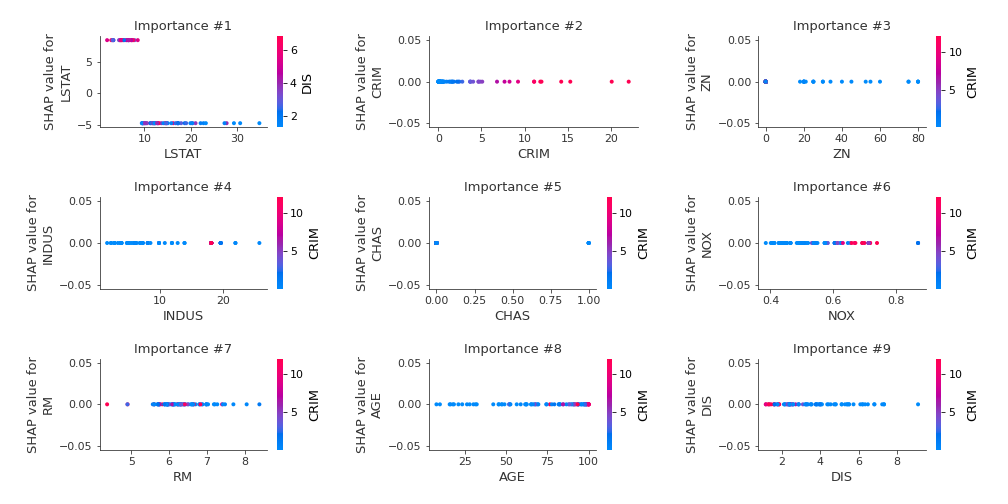 Importance #1
Importance #2
Importance #3
SHAP value for
LSTAT
5
0
−5
10
20
30
LSTAT
6
4
2
DIS
SHAP value for
CRIM
0.05
0.00
−0.05
0
5
10
15
20
CRIM
SHAP value for
ZN
0.05
0.00
−0.05
0
20
40
60
80
ZN
10
5
CRIM
Importance #4
Importance #5
Importance #6
SHAP value for
INDUS
0.05
0.00
−0.05
10
20
INDUS
10
5
CRIM
SHAP value for
CHAS
0.05
0.00
−0.05
0.00
0.25
0.50
0.75
1.00
CHAS
10
5
CRIM
SHAP value for
NOX
0.05
0.00
−0.05
0.4
0.6
0.8
NOX
10
5
CRIM
Importance #7
Importance #8
Importance #9
SHAP value for
RM
0.05
0.00
−0.05
5
6
7
8
RM
10
5
CRIM
SHAP value for
AGE
0.05
0.00
−0.05
25
50
75
100
AGE
10
5
CRIM
SHAP value for
DIS
0.05
0.00
−0.05
2
4
6
8
DIS
10
5
CRIM